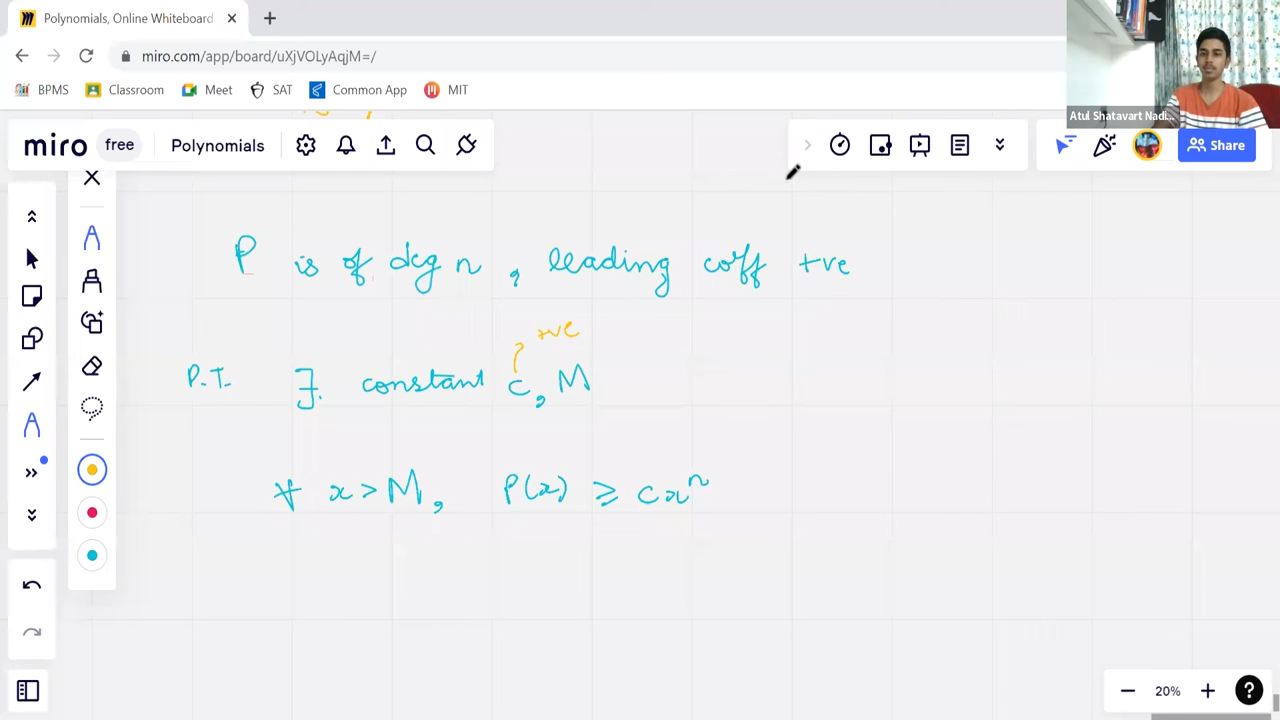 Polynomials, Online Whiteboard
miro.com/app/board/uXjVOLyAqjM=/
BPMS Classroom Meet SAT Common App MIT
Atul Shatavart Nadi...
miro free Polynomials Share
P is of deg n, leading coff +ve
+ve
P.T. ∃. constant c, M
∀ x > M, P(x) ≥ cx^n
20%